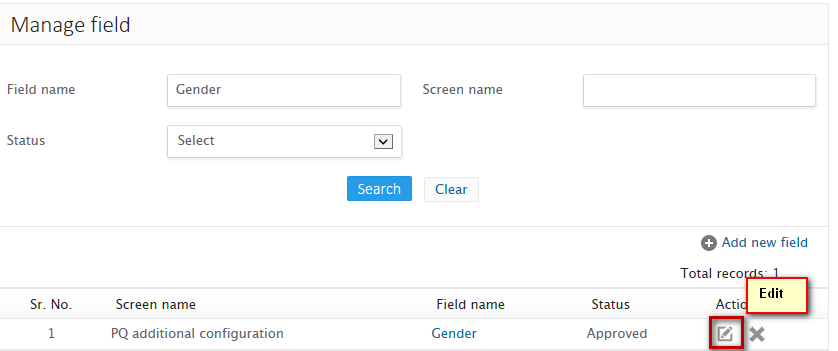 Manage field
Field name Gender Screen name
Status Select
Search Clear
Add new field
Total records: 1
Edit
Sr. No. Screen name Field name Status Actio
1 PQ additional configuration Gender Approved